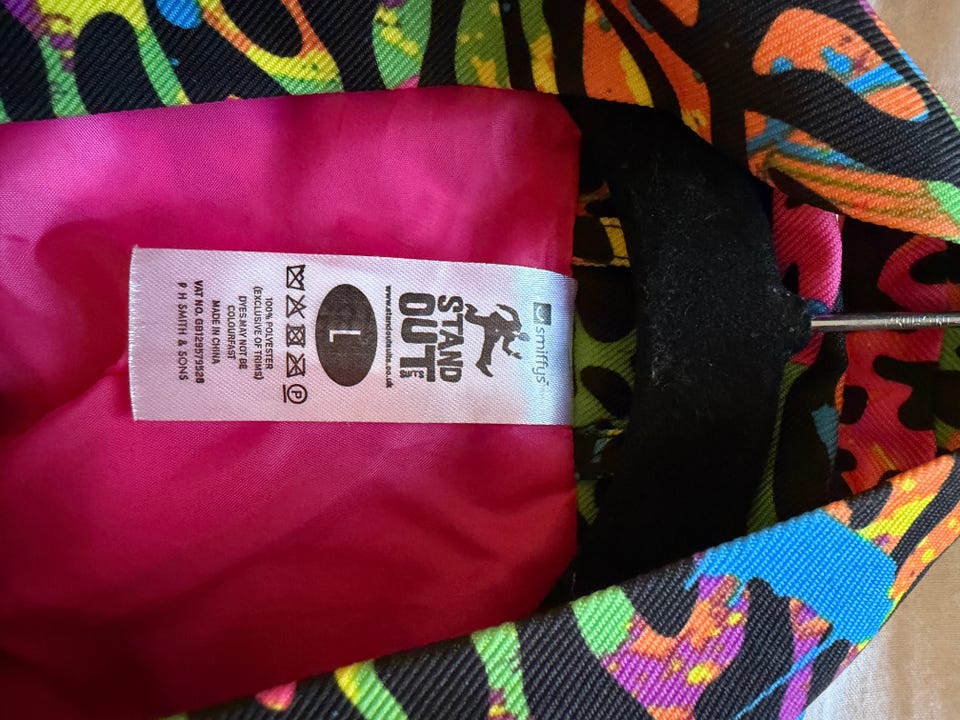 smiffys
STAND
OUT
SUITS
www.standoutsuits.co.uk
L
P
100% POLYESTER
(EXCLUSIVE OF TRIMS)
DYES MAY NOT BE
COLOURFAST
MADE IN CHINA
VAT NO. GB129579528
P H SMITH & SONS